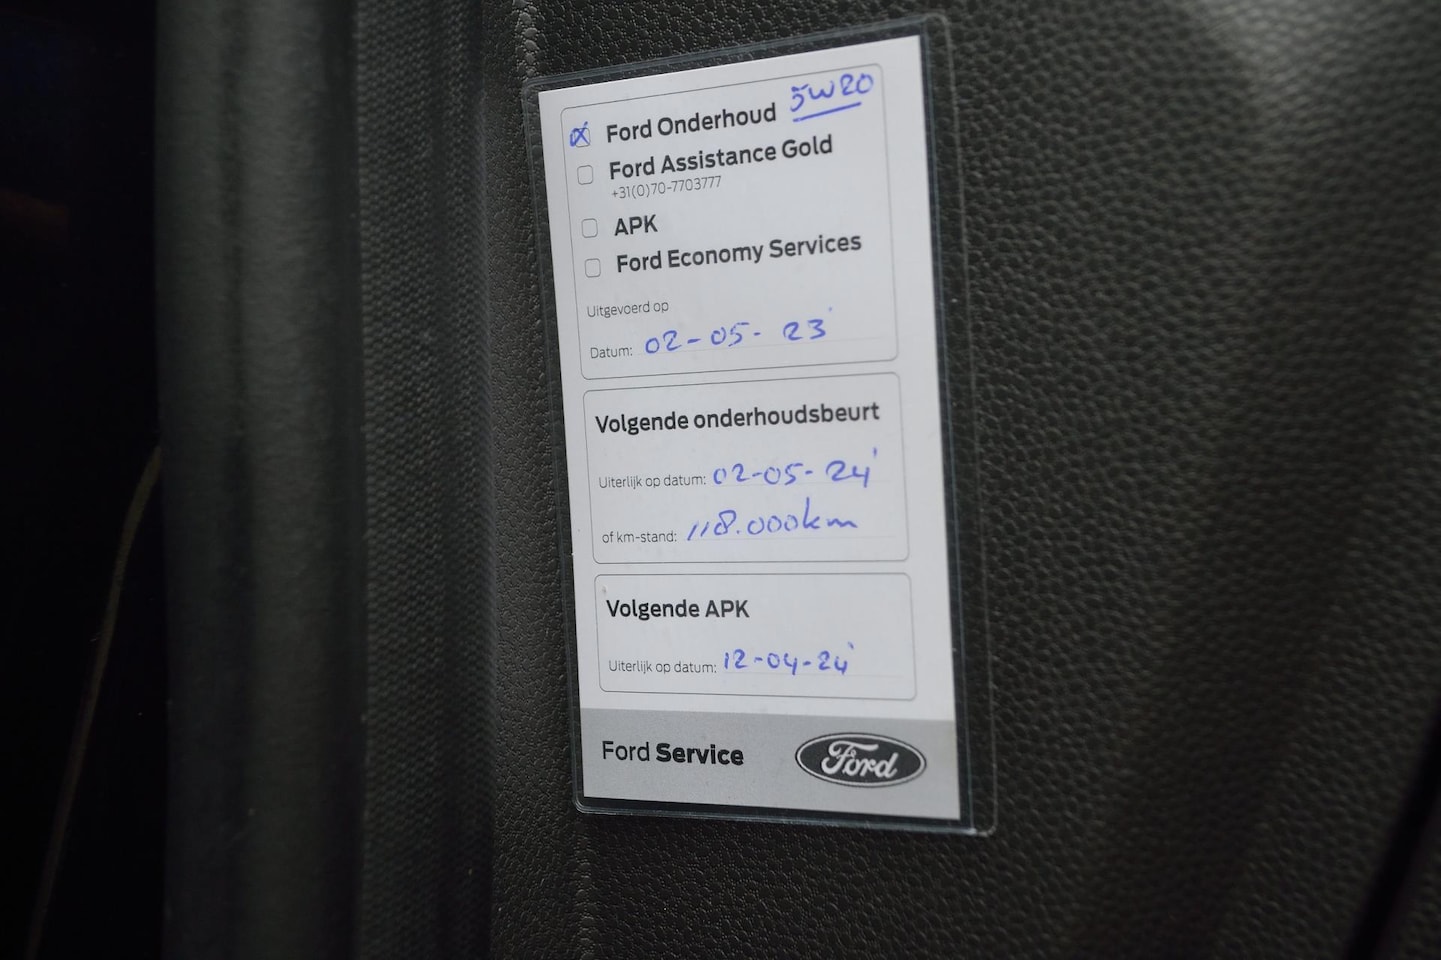 Ford Onderhoud 5W20
Ford Assistance Gold
+31(0)70-7703777
APK
Ford Economy Services
Uitgevoerd op
Datum: 02-05-23'
Volgende onderhoudsbeurt
Uiterlijk op datum: 02-05-24'
of km-stand: 118.000km
Volgende APK
Uiterlijk op datum: 12-04-24'
Ford Service Ford